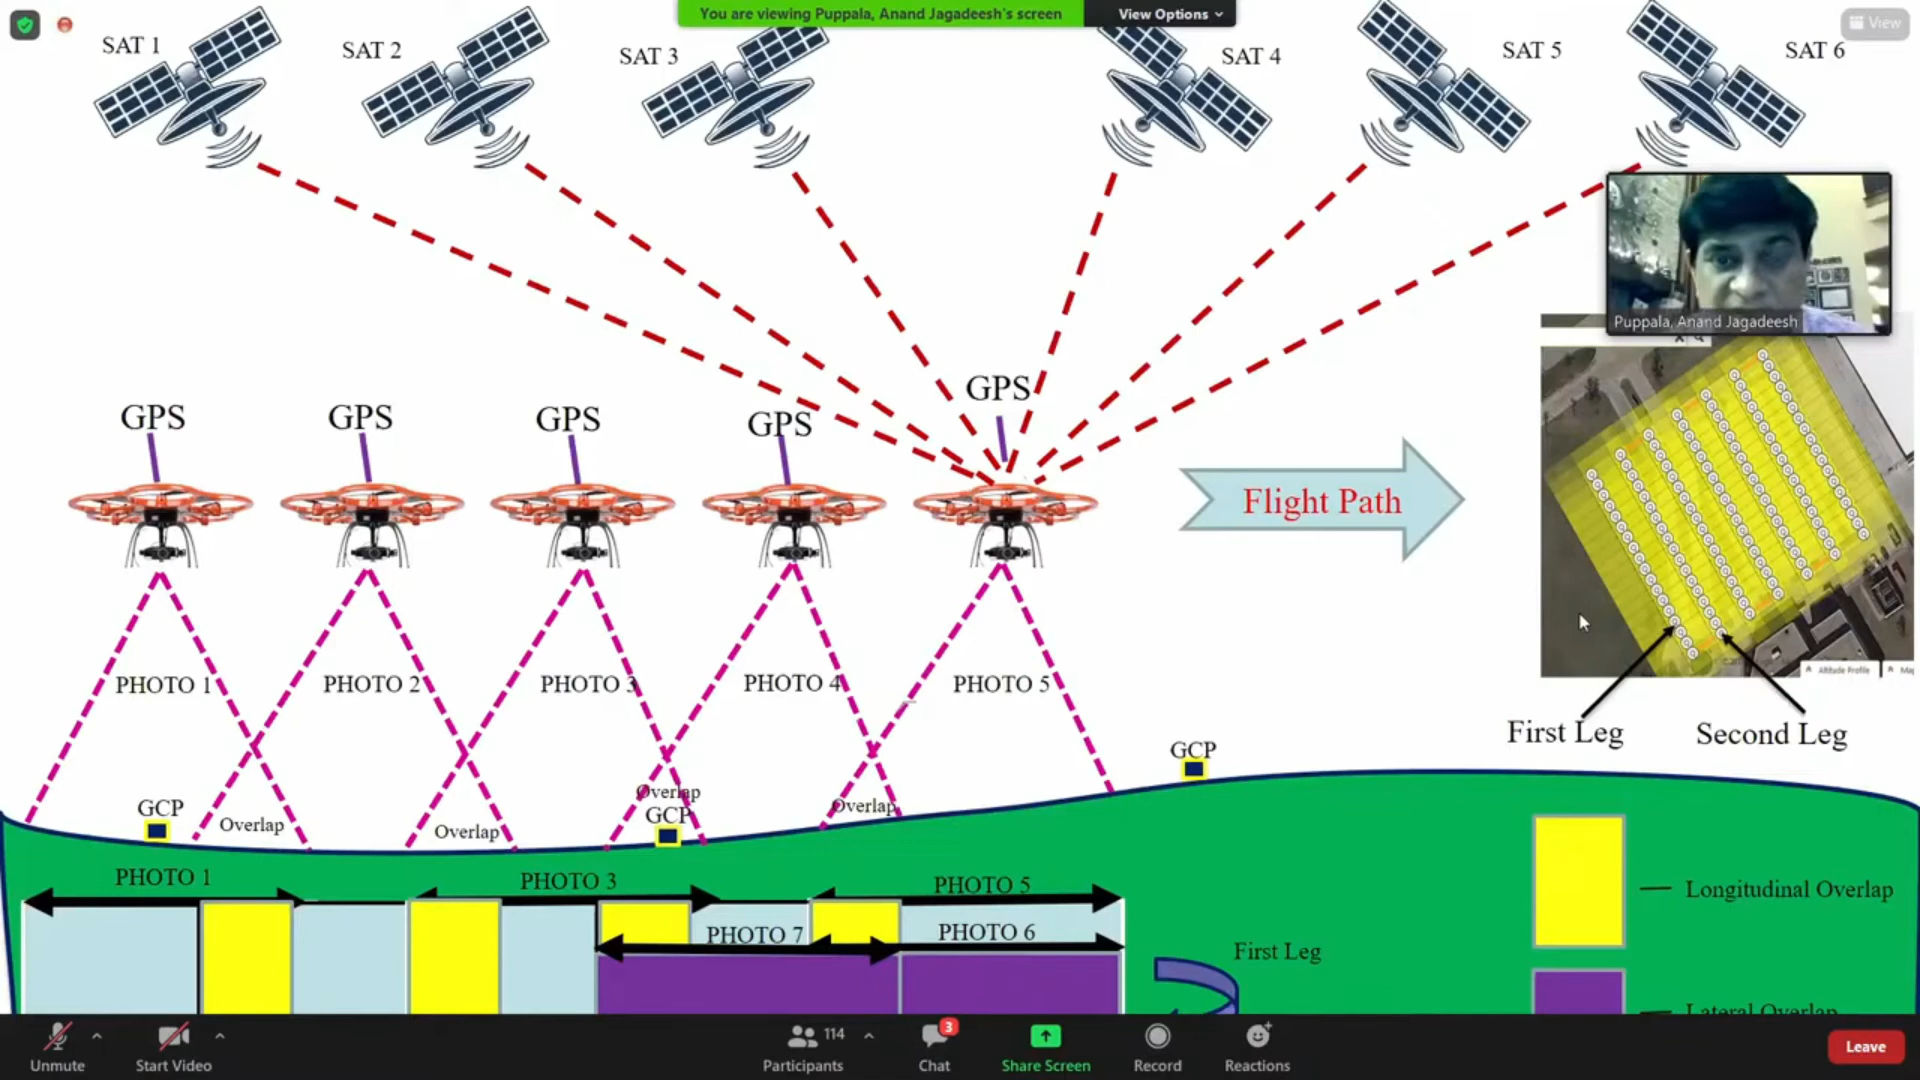 You are viewing Puppala, Anand Jagadeesh's screen
View Options
View
SAT 1
SAT 2
SAT 3
SAT 4
SAT 5
SAT 6
Puppala, Anand Jagadeesh
GPS
GPS
GPS
GPS
GPS
Flight Path
PHOTO 1
PHOTO 2
PHOTO 3
PHOTO 4
PHOTO 5
Altitude Profile
First Leg
Second Leg
GCP
GCP
Overlap
Overlap
Overlap
GCP
Overlap
PHOTO 1
PHOTO 3
PHOTO 5
PHOTO 7
PHOTO 6
First Leg
Longitudinal Overlap
Lateral Overlap
Unmute
Start Video
114
Participants
3
Chat
Share Screen
Record
Reactions
Leave